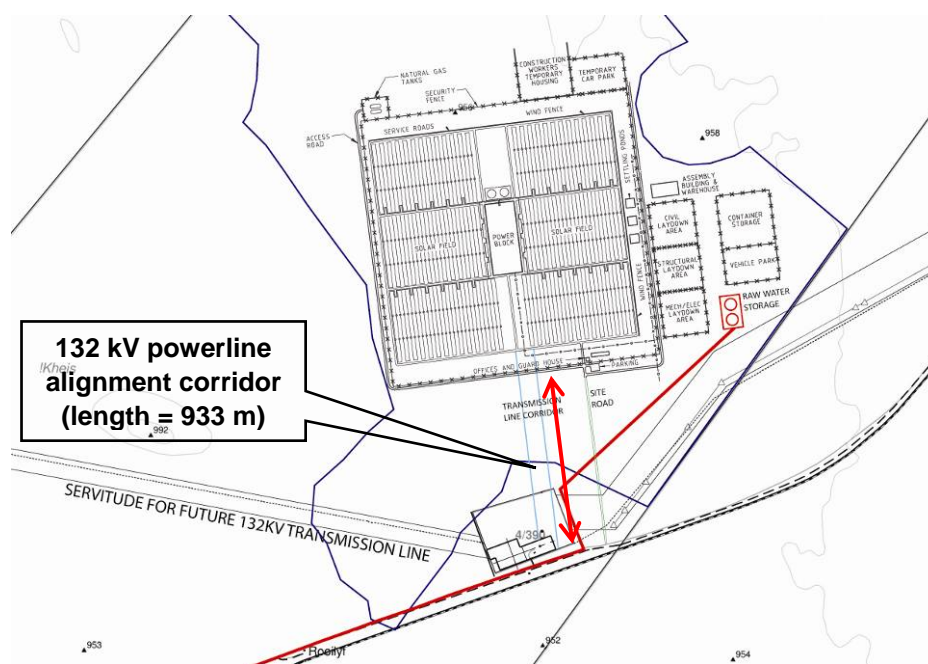 NATURAL GAS
TANKS
SECURITY
FENCE
CONSTRUCTION
WORKERS
TEMPORARY
HOUSING
TEMPORARY
CAR PARK
ACCESS
ROAD
SERVICE ROADS
WIND FENCE
SETTLING PONDS
958
ASSEMBLY
BUILDING &
WAREHOUSE
CIVIL
LAYDOWN
AREA
CONTAINER
STORAGE
SOLAR FIELD
POWER
BLOCK
SOLAR FIELD
STRUCTURAL
LAYDOWN
AREA
VEHICLE PARK
WIND FENCE
MECH/ELEC
LAYDOWN
AREA
RAW WATER
STORAGE
132 kV powerline
alignment corridor
(length = 933 m)
!Kheis
992
OFFICES AND GUARD HOUSE
PARKING
TRANSMISSION
LINE CORRIDOR
SITE
ROAD
SERVITUDE FOR FUTURE 132KV TRANSMISSION LINE
4/390
953
Rooilyf
952
954